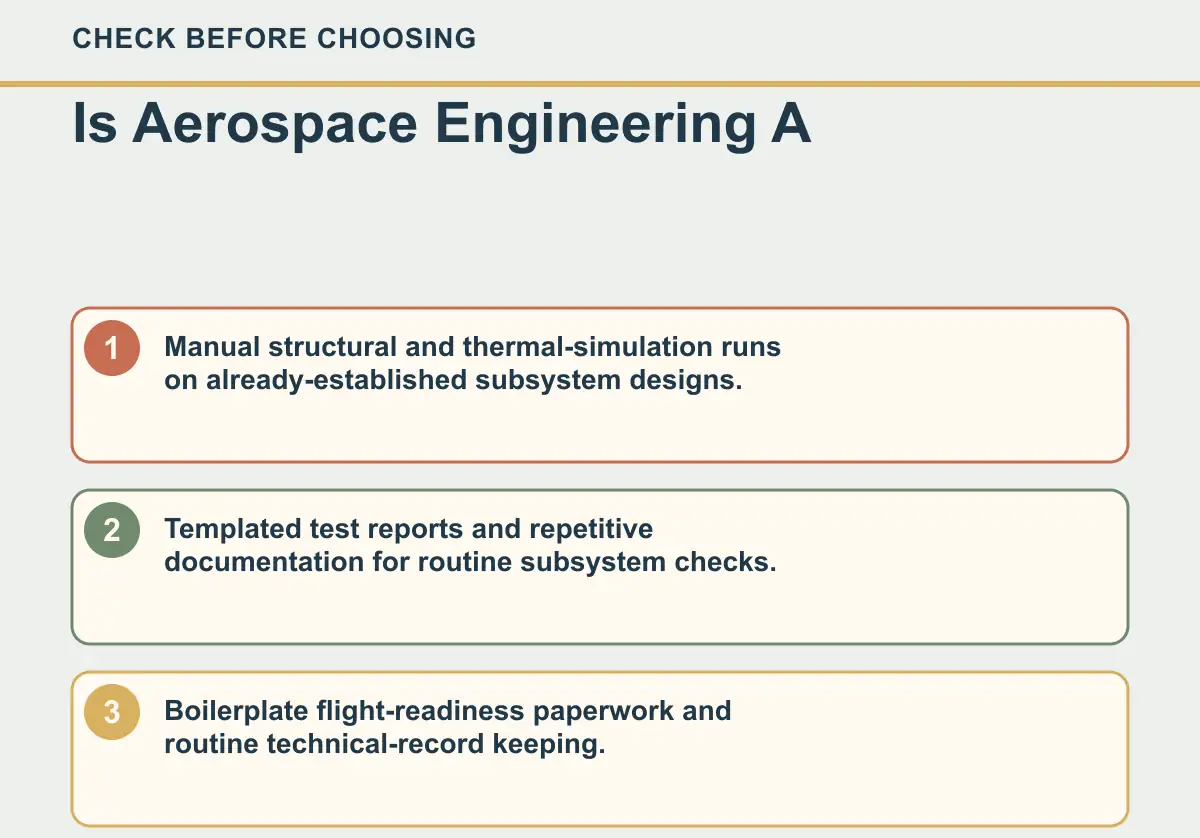 CHECK BEFORE CHOOSING
Is Aerospace Engineering A
1
Manual structural and thermal-simulation runs
on already-established subsystem designs.
2
Templated test reports and repetitive
documentation for routine subsystem checks.
3
Boilerplate flight-readiness paperwork and
routine technical-record keeping.